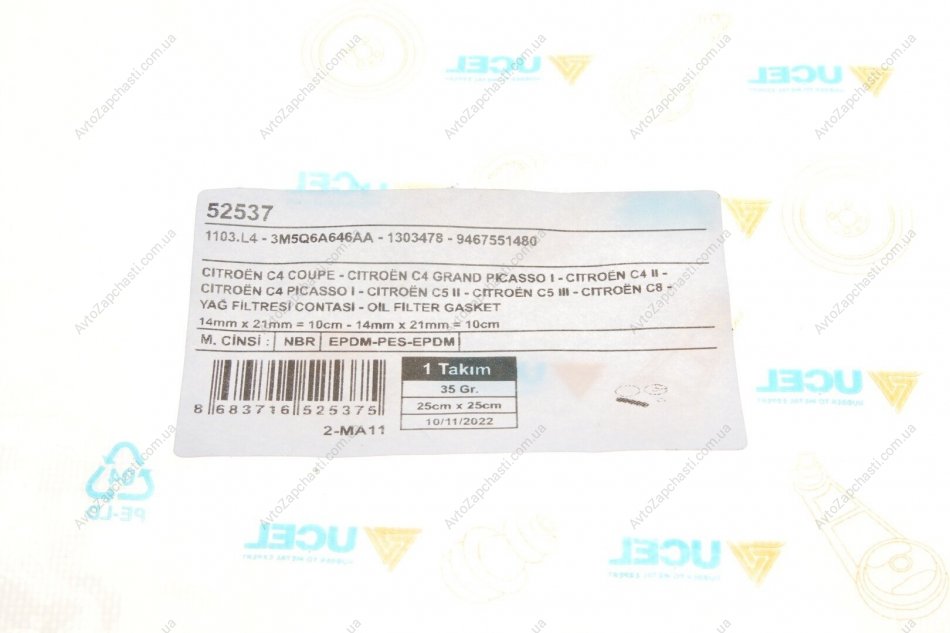 UCEL
UCEL
52537
1103.L4 - 3M5Q6A646AA - 1303478 - 9467551480
CITROËN C4 COUPE - CITROËN C4 GRAND PICASSO I - CITROËN C4 II -
CITROËN C4 PICASSO I - CITROËN C5 II - CITROËN C5 III - CITROËN C8 -
YAĞ FİLTRESİ CONTASI - OIL FILTER GASKET
14mm x 21mm = 10cm - 14mm x 21mm = 10cm
M. CİNSİ : NBR EPDM-PES-EPDM
1 Takım
35 Gr.
25cm x 25cm
10/11/2022
8 683716 525375
2-MA11
UCEL
PE-LD
UCEL
UCEL
AvtoZapchasti.com.ua